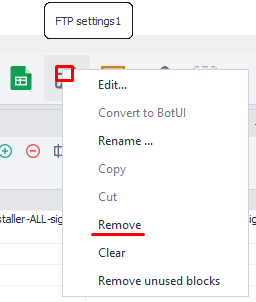 FTP settings1
Edit...
Convert to BotUI
Rename ...
Copy
Cut
Remove
staller-ALL-sig
Clear
Remove unused blocks